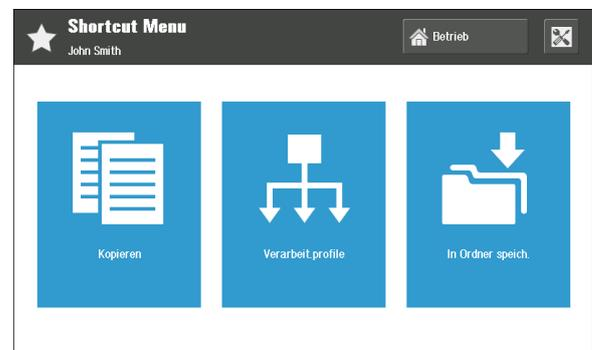 Shortcut Menu
John Smith
Betrieb
Kopieren
Verarbeit.profile
In Ordner speich.